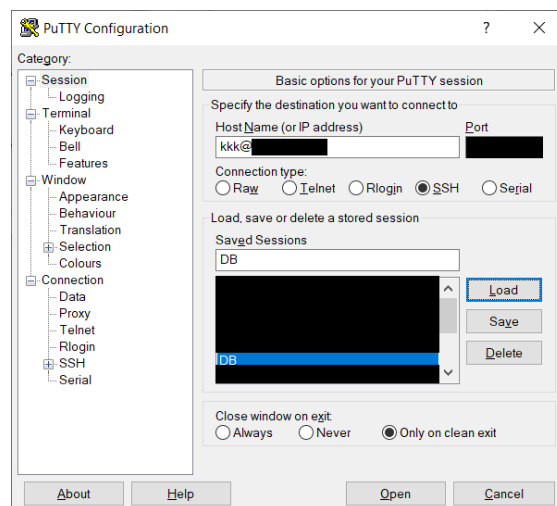 PuTTY Configuration
Category:
Session
Logging
Terminal
Keyboard
Bell
Features
Window
Appearance
Behaviour
Translation
Selection
Colours
Connection
Data
Proxy
Telnet
Rlogin
SSH
Serial
Basic options for your PuTTY session
Specify the destination you want to connect to
Host Name (or IP address) Port
kkk@
Connection type:
Raw Telnet Rlogin SSH Serial
Load, save or delete a stored session
Saved Sessions
DB
Load
Save
Delete
DB
Close window on exit:
Always Never Only on clean exit
About Help Open Cancel